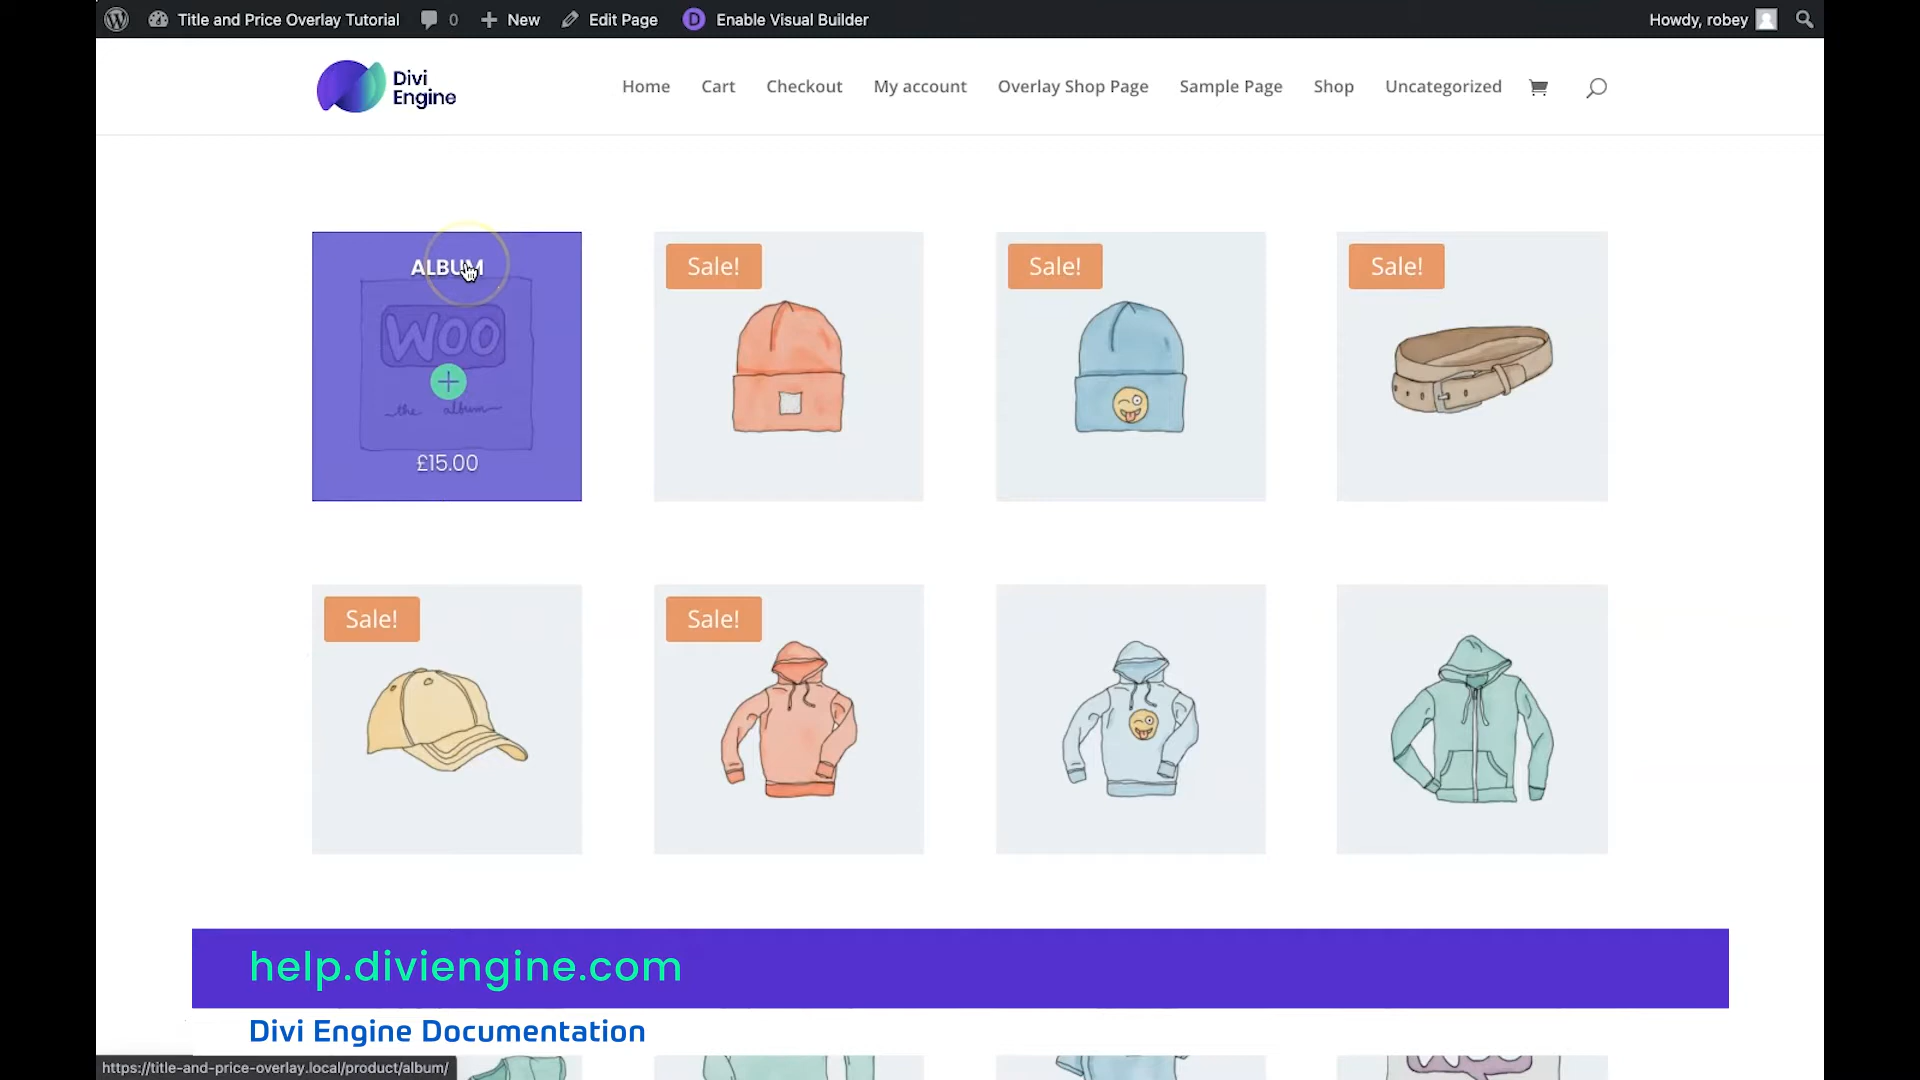 Title and Price Overlay Tutorial 0 New Edit Page Enable Visual Builder Howdy, robey
Divi Engine
Home Cart Checkout My account Overlay Shop Page Sample Page Shop Uncategorized
ALBUM
WOO
the album
£15.00
Sale!
Sale!
Sale!
Sale!
Sale!
help.diviengine.com
Divi Engine Documentation
https://title-and-price-overlay.local/product/album/